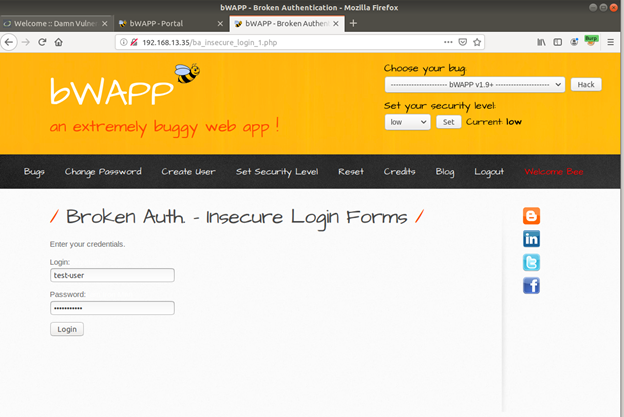 bWAPP - Broken Authentication - Mozilla Firefox
Welcome :: Damn Vulner
bWAPP - Portal
bWAPP - Broken Authenti
192.168.13.35/ba_insecure_login_1.php
Burp
bWAPP
an extremely buggy web app !
Choose your bug:
---------------------- bWAPP v1.9+ ----------------------
Hack
Set your security level:
low
Set
Current: low
Bugs
Change Password
Create User
Set Security Level
Reset
Credits
Blog
Logout
Welcome Bee
/ Broken Auth. - Insecure Login Forms /
Enter your credentials.
Login:
test-user
Password:
•••••••••••
Login